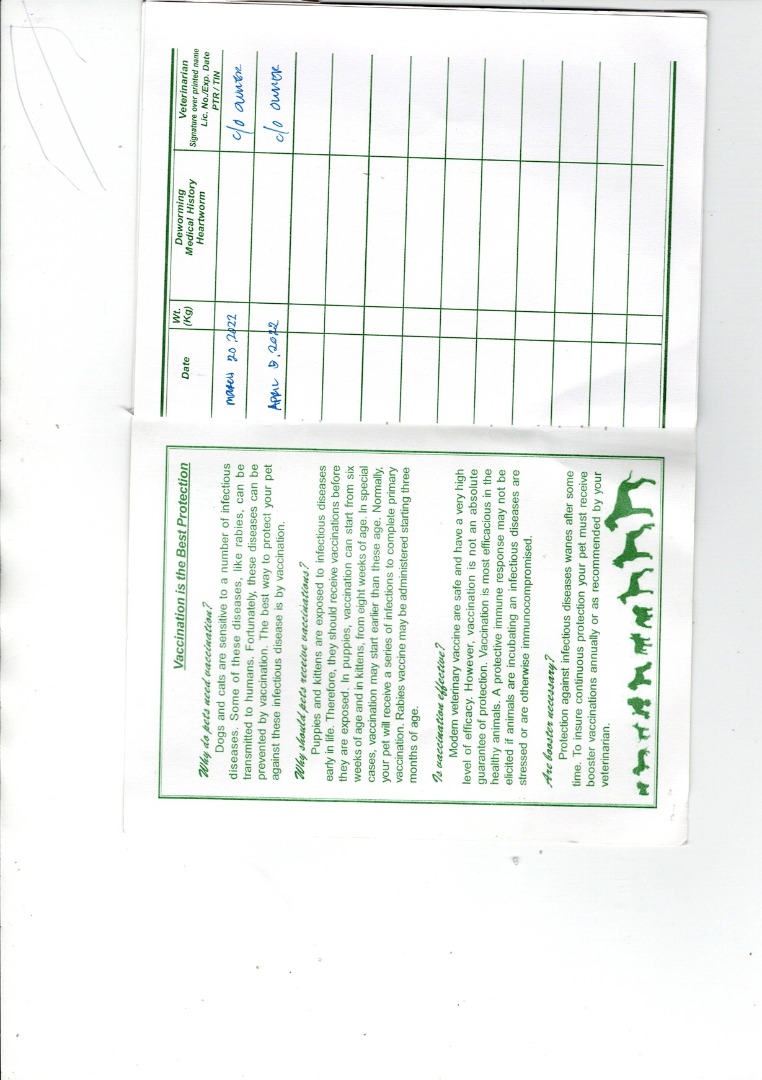 Vaccination is the Best Protection
Why do pets need vaccination?
Dogs and cats are sensitive to a number of infectious
diseases. Some of these diseases, like rabies, can be
transmitted to humans. Fortunately, these diseases can be
prevented by vaccination. The best way to protect your pet
against these infectious disease is by vaccination.
Why should pets receive vaccinations?
Puppies and kittens are exposed to infectious diseases
early in life. Therefore, they should receive vaccinations before
they are exposed. In puppies, vaccination can start from six
weeks of age and in kittens, from eight weeks of age. In special
cases, vaccination may start earlier than these age. Normally,
your pet will receive a series of infections to complete primary
vaccination. Rabies vaccine may be administered starting three
months of age.
Is vaccination effective?
Modern veterinary vaccine are safe and have a very high
level of efficacy. However, vaccination is not an absolute
guarantee of protection. Vaccination is most efficacious in the
healthy animals. A protective immune response may not be
elicited if animals are incubating an infectious diseases are
stressed or are otherwise immunocompromised.
Are booster necessary?
Protection against infectious diseases wanes after some
time. To insure continuous protection your pet must receive
booster vaccinations annually or as recommended by your
veterinarian.
Date
Wt.
(Kg)
Deworming
Medical History
Heartworm
Veterinarian
Signature over printed name
Lic. No./Exp. Date
PTR / TIN
MARCH 20, 2022 c/o OWNER
APRIL 2022 c/o OWNER